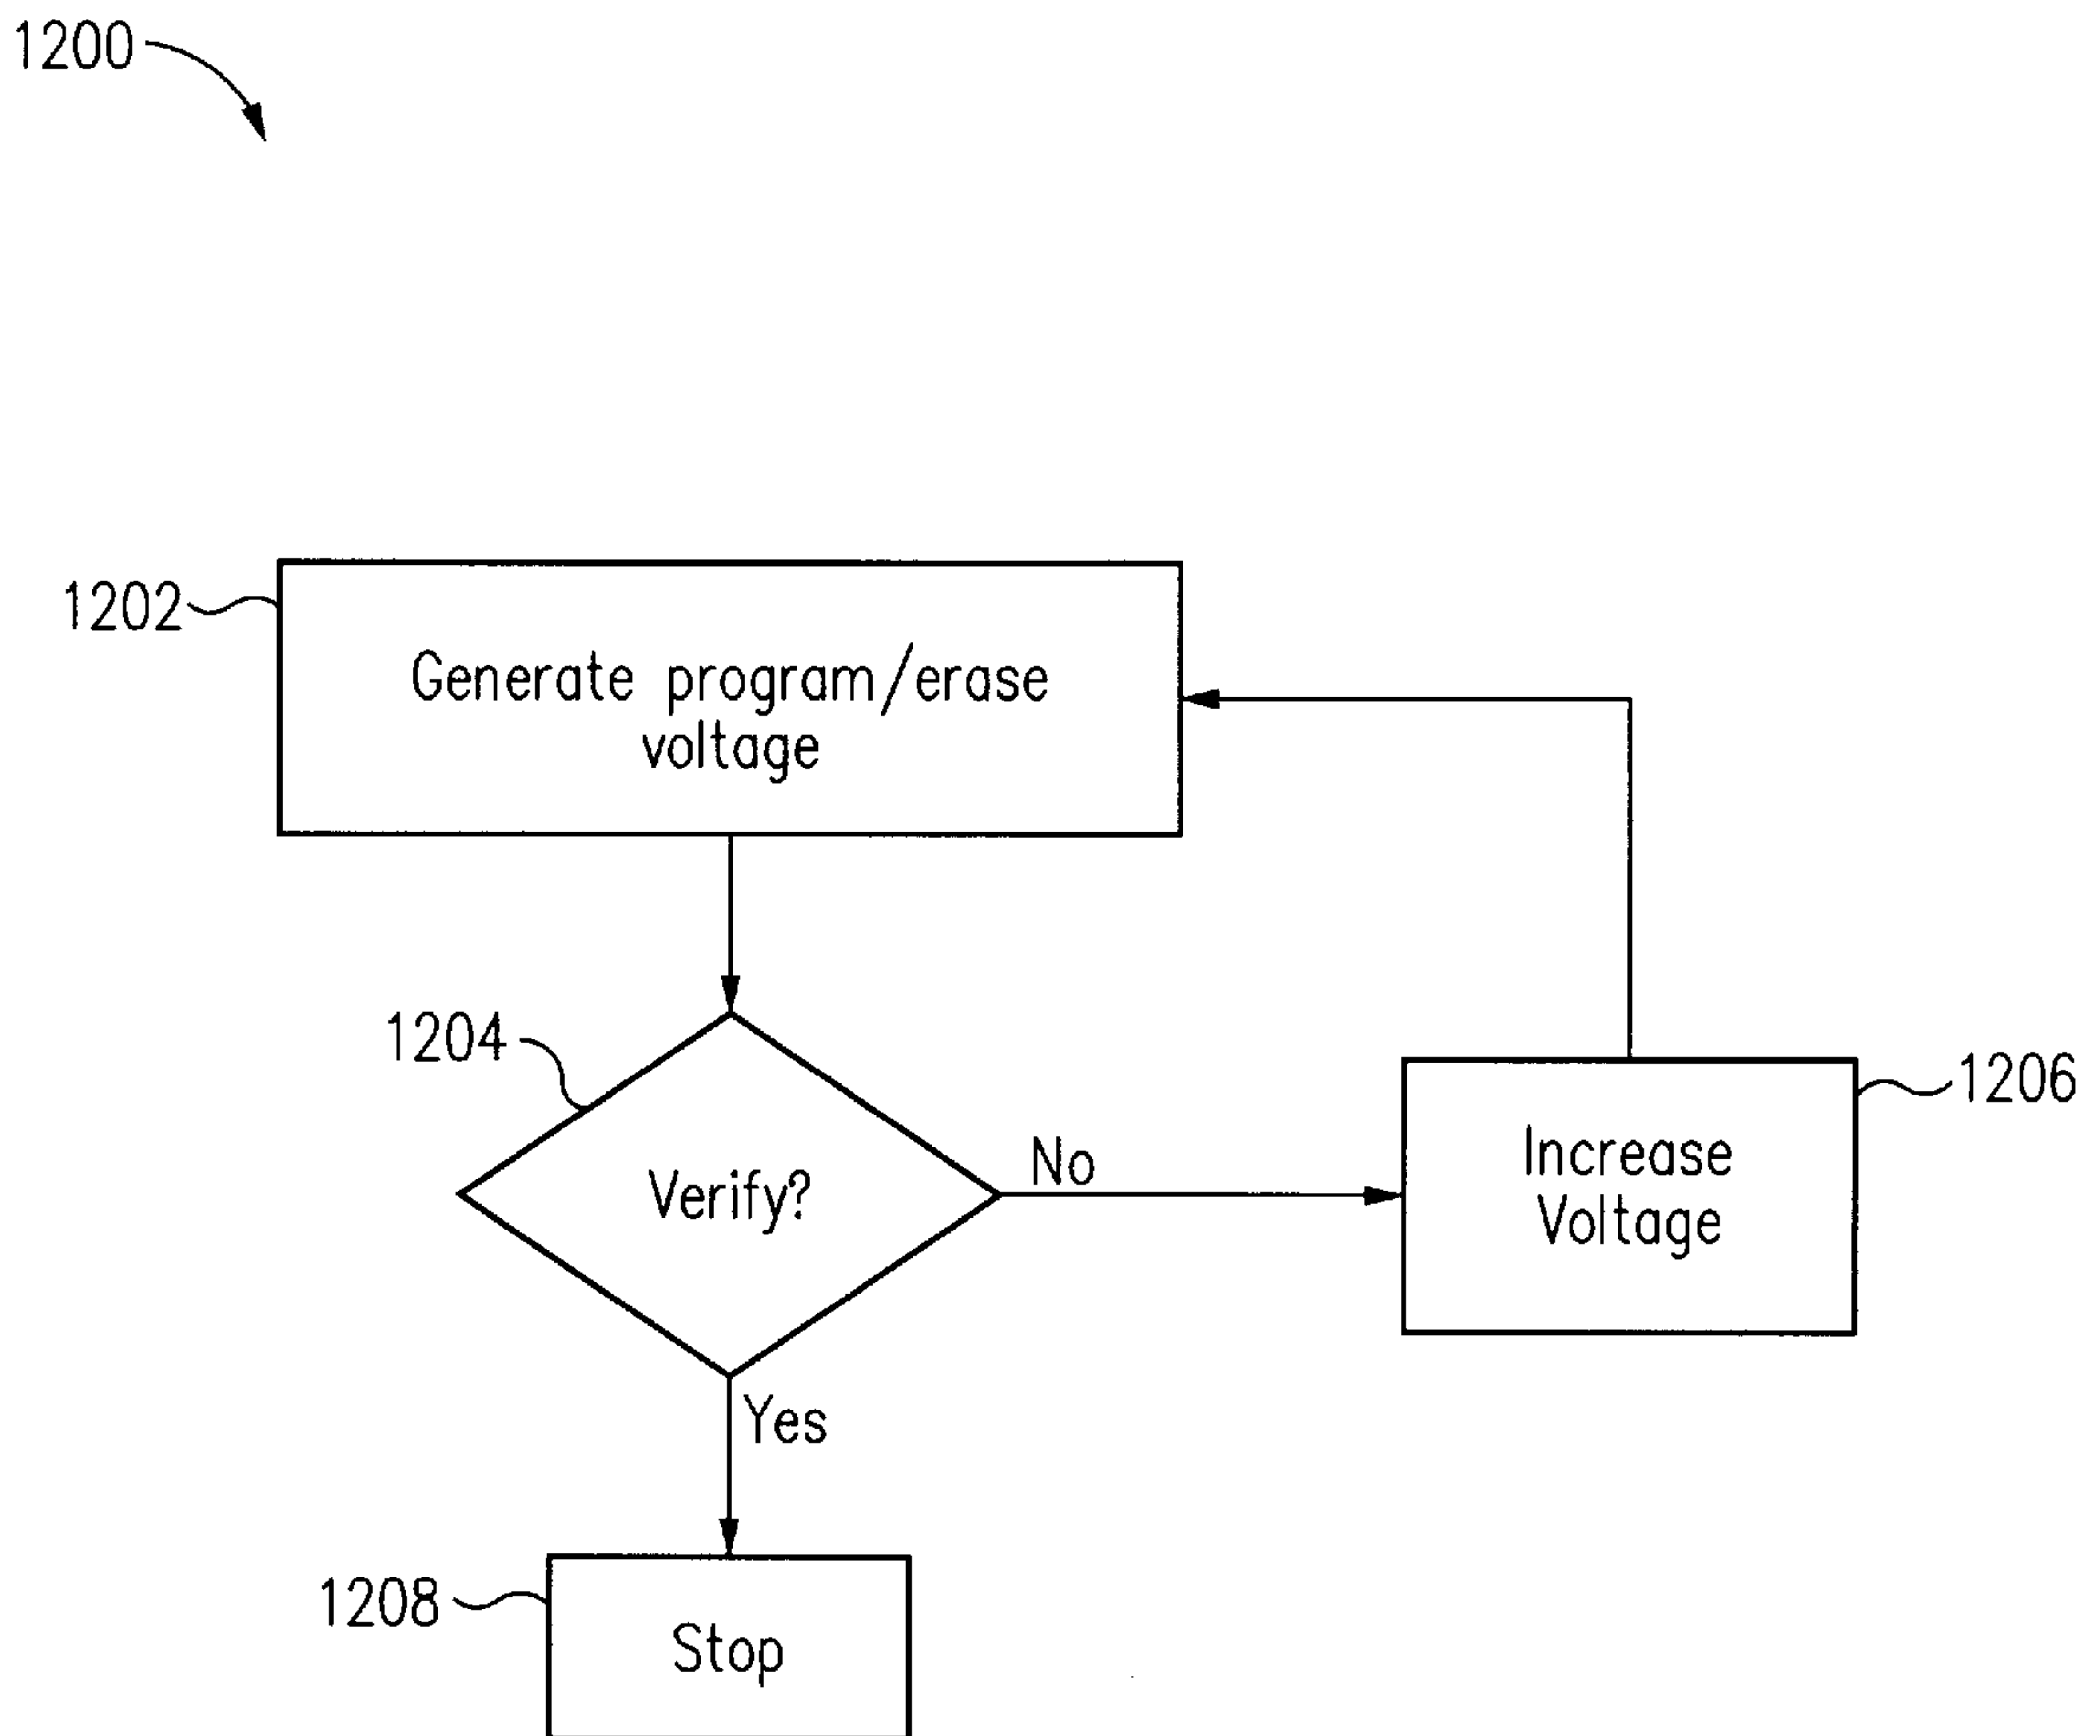 1200
1202
Generate program/erase
voltage
1204
Verify?
No
1206
Increase
Voltage
Yes
1208
Stop